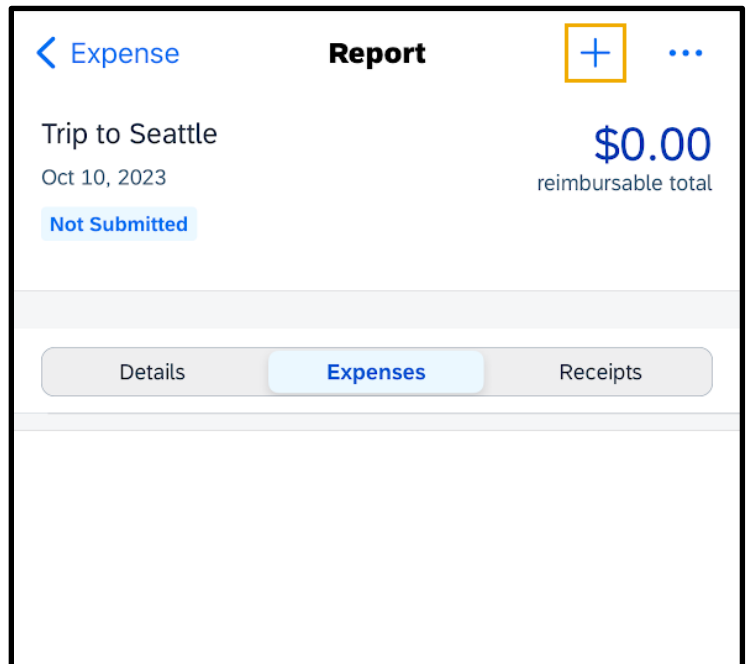 Expense
Report
Trip to Seattle
$0.00
Oct 10, 2023
reimbursable total
Not Submitted
Details
Expenses
Receipts